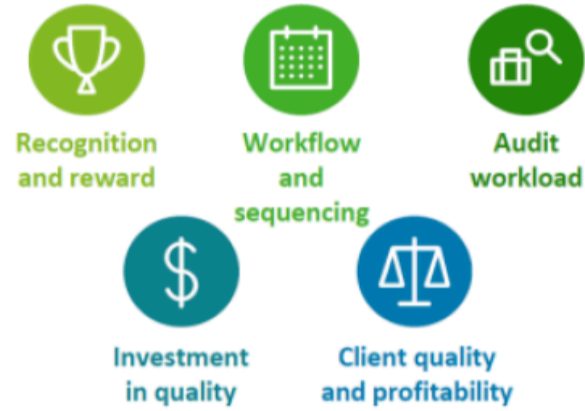 Recognition
and reward
Workflow
and
sequencing
Audit
workload
Investment
in quality
Client quality
and profitability